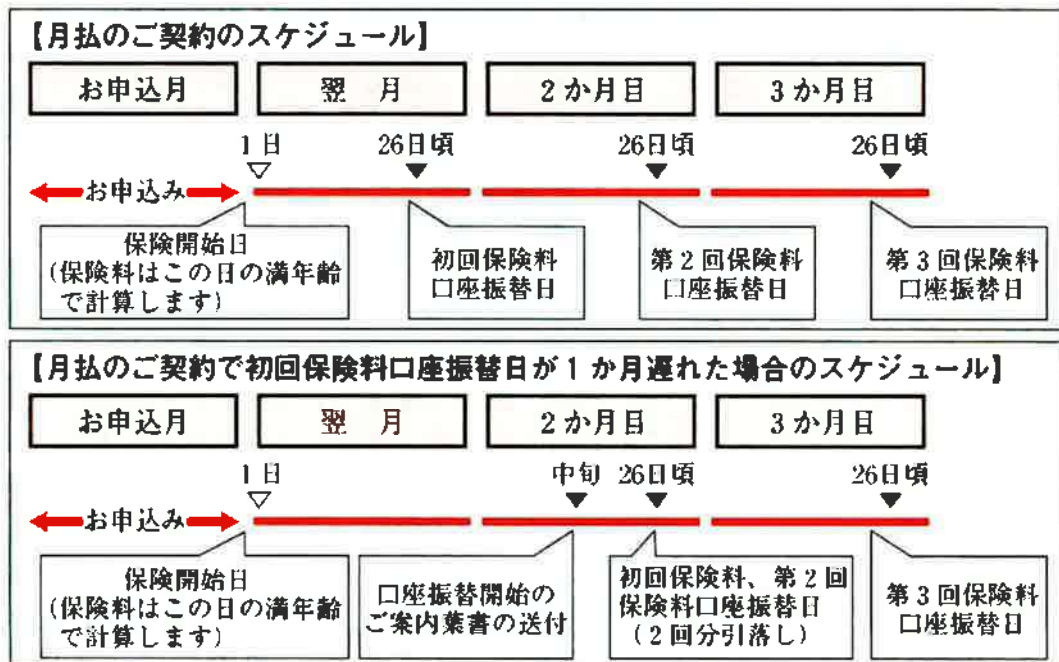 【月払のご契約のスケジュール】
お申込月
翌 月
2か月目
3か月目
1日
26日頃
26日頃
26日頃
お申込み
保険開始日
(保険料はこの日の満年齢
で計算します)
初回保険料
口座振替日
第2回保険料
口座振替日
第3回保険料
口座振替日
【月払のご契約で初回保険料口座振替日が1か月遅れた場合のスケジュール】
お申込月
翌 月
2か月目
3か月目
1日
中旬
26日頃
26日頃
お申込み
保険開始日
(保険料はこの日の満年齢
で計算します)
口座振替開始の
ご案内葉書の送付
初回保険料、第2回
保険料口座振替日
(2回分引落し)
第3回保険料
口座振替日